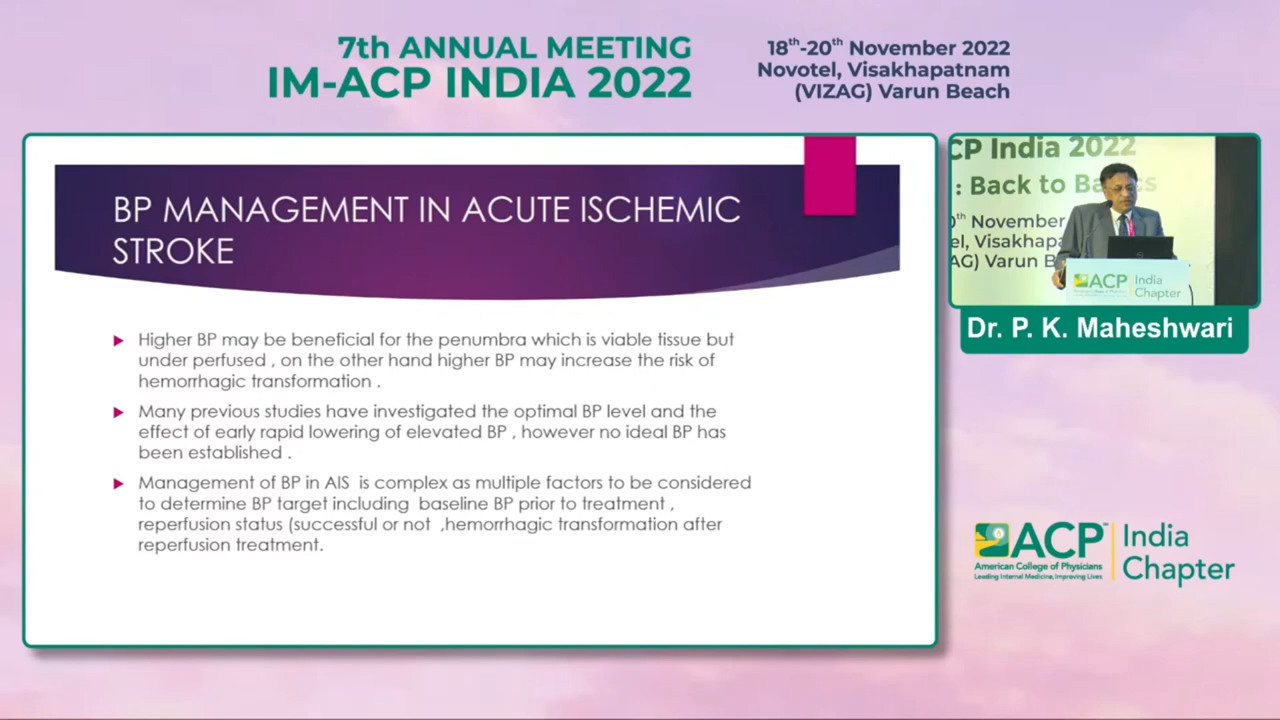 7th ANNUAL MEETING
IM-ACP INDIA 2022
18th-20th November 2022
Novotel, Visakhapatnam
(VIZAG) Varun Beach
BP MANAGEMENT IN ACUTE ISCHEMIC
STROKE
Higher BP may be beneficial for the penumbra which is viable tissue but
under perfused , on the other hand higher BP may increase the risk of
hemorrhagic transformation .
Many previous studies have investigated the optimal BP level and the
effect of early rapid lowering of elevated BP , however no ideal BP has
been established .
Management of BP in AIS is complex as multiple factors to be considered
to determine BP target including baseline BP prior to treatment ,
reperfusion status (successful or not ,hemorrhagic transformation after
reperfusion treatment.
CP India 2022
: Back to Ba cs
th November
el, Visakhapa
AG) Varun B
ACP India
Chapter
Dr. P. K. Maheshwari
ACP India
American College of Physicians
Leading Internal Medicine, Improving Lives
Chapter